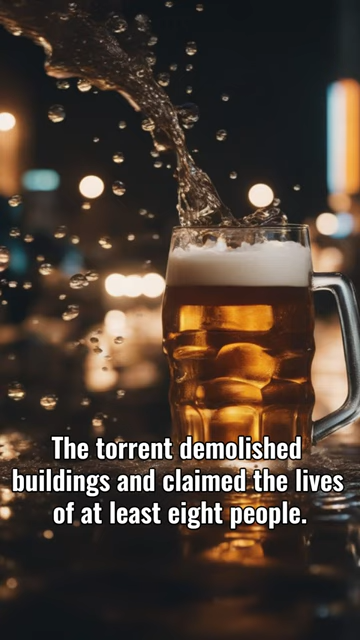 The torrent demolished
buildings and claimed the lives
of at least eight people.